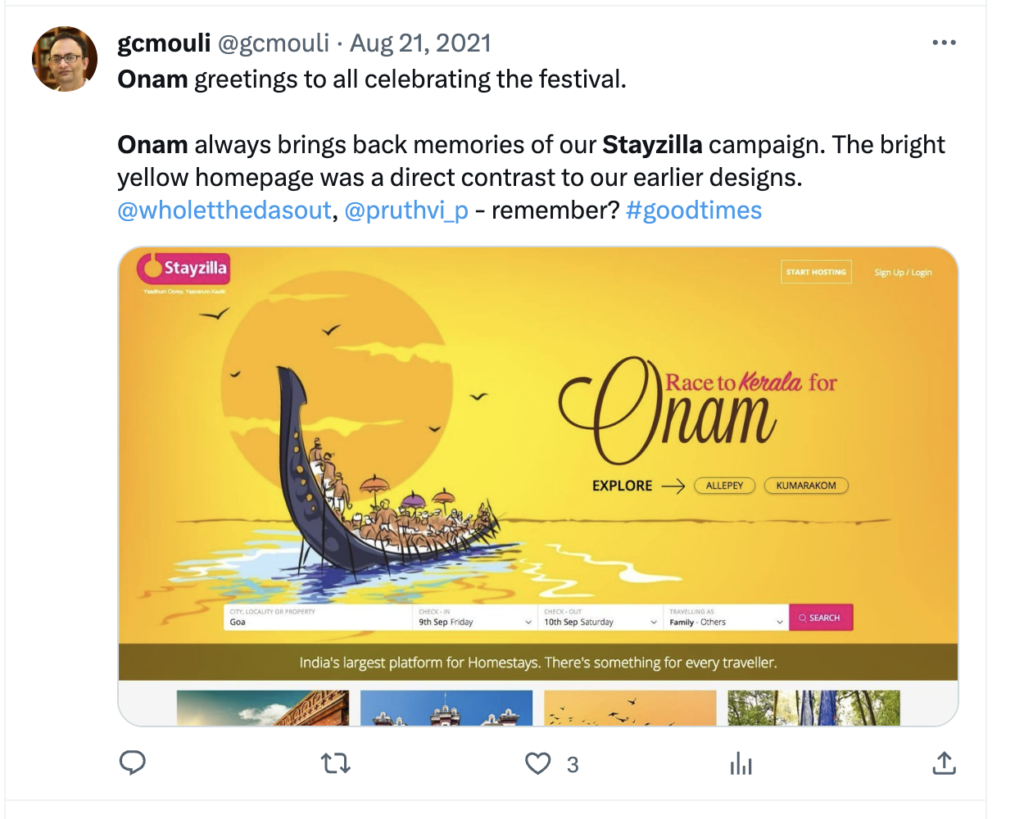 gcmouli @gcmouli · Aug 21, 2021
Onam greetings to all celebrating the festival.
Onam always brings back memories of our Stayzilla campaign. The bright
yellow homepage was a direct contrast to our earlier designs.
@wholetthedasout, @pruthvi_p - remember? #goodtimes
Stayzilla
START HOSTING
Sign Up / Login
Race to Kerala for
Onam
EXPLORE
ALLEPEY
KUMARAKOM
CITY, LOCALITY OR PROPERTY
Goa
CHECK - IN
9th Sep Friday
CHECK - OUT
10th Sep Saturday
TRAVELLING AS
Family - Others
SEARCH
India's largest platform for Homestays. There's something for every traveller.
3